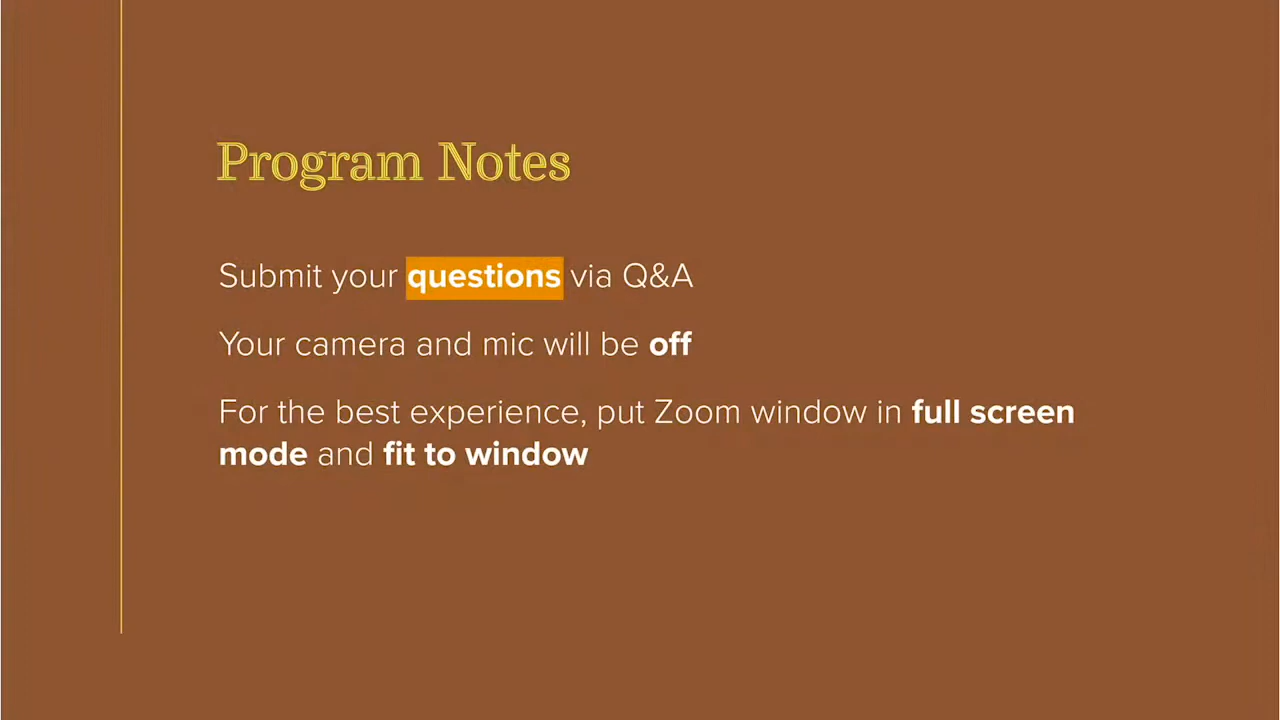 Program Notes
Submit your questions via Q&A
Your camera and mic will be off
For the best experience, put Zoom window in full screen
mode and fit to window